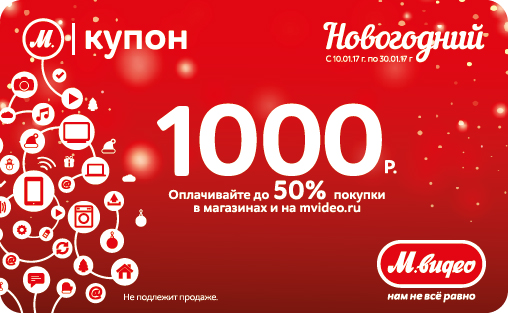 М. | купон
Новогодний
С 10.01.17 г. по 30.01.17 г
1000 Р.
Оплачивайте до 50% покупки
в магазинах и на mvideo.ru
М.видео
нам не всё равно
Не подлежит продаже.